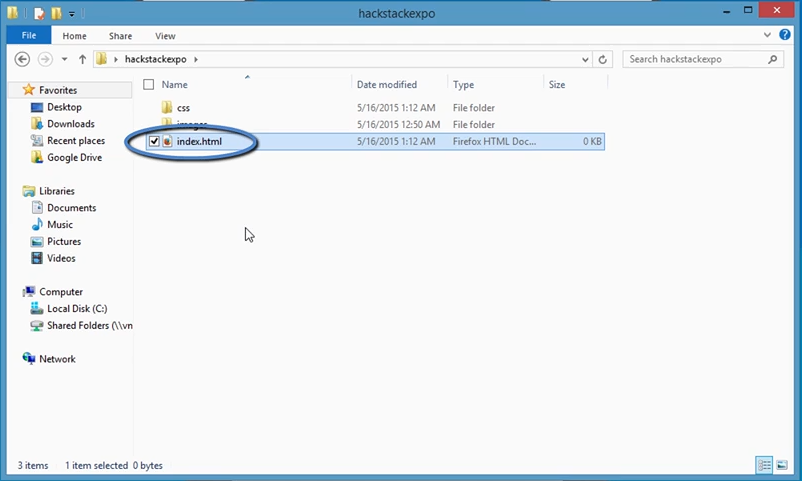 hackstackexpo
File Home Share View
hackstackexpo
Search hackstackexpo
Name Date modified Type Size
Favorites
Desktop
Downloads
Recent places
Google Drive
Libraries
Documents
Music
Pictures
Videos
Computer
Local Disk (C:)
Shared Folders (\\vn
Network
css 5/16/2015 1:12 AM File folder
images 5/16/2015 12:50 AM File folder
index.html 5/16/2015 1:12 AM Firefox HTML Doc... 0 KB
3 items 1 item selected 0 bytes